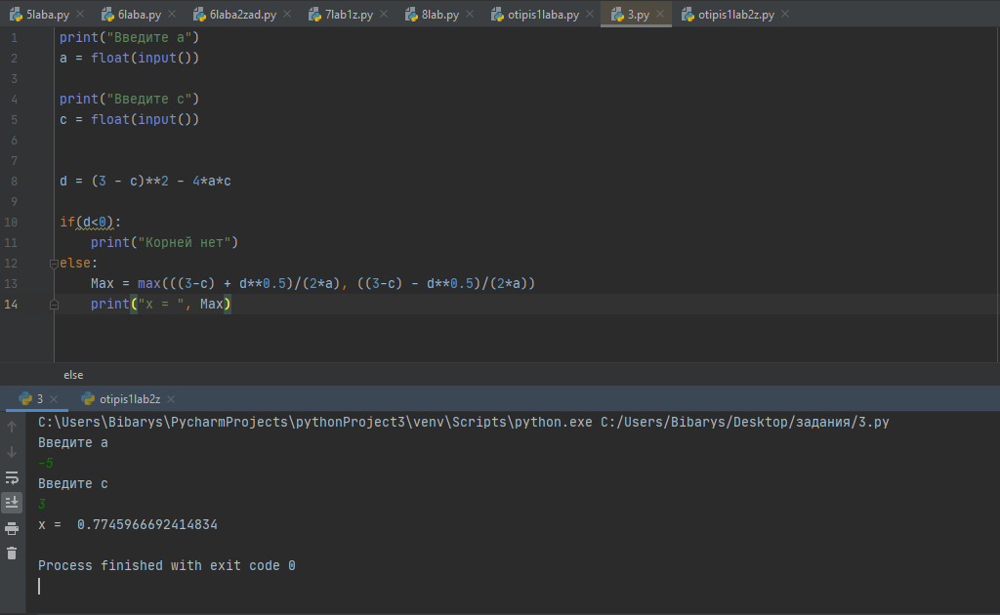 5laba.py 6laba.py 6laba2zad.py 7lab1z.py 8lab.py otipis1laba.py 3.py otipis1lab2z.py
1 print("Введите a")
2 a = float(input())
3
4 print("Введите c")
5 c = float(input())
6
7
8 d = (3 - c)**2 - 4*a*c
9
10 if(d<0):
11     print("Корней нет")
12 else:
13     Max = max(((3-c) + d**0.5)/(2*a), ((3-c) - d**0.5)/(2*a))
14     print("x = ", Max)
else
3 otipis1lab2z
C:\Users\Bibarys\PycharmProjects\pythonProject3\venv\Scripts\python.exe C:/Users/Bibarys/Desktop/задания/3.py
Введите a
-5
Введите c
3
x =  0.7745966692414834
Process finished with exit code 0